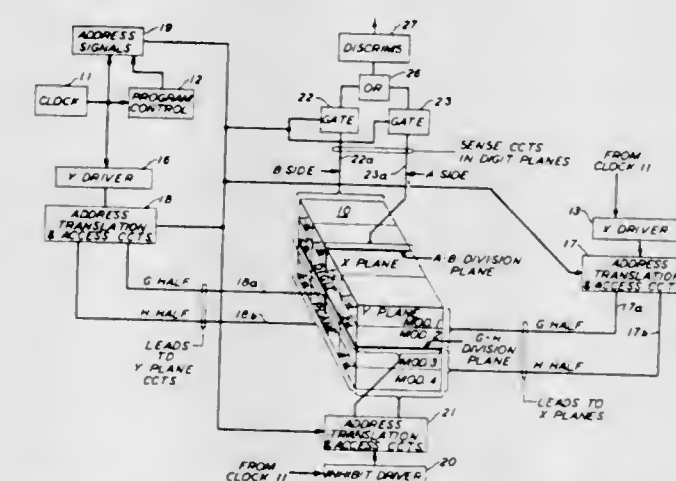 19
ADDRESS
SIGNALS
11
CLOCK
12
PROGRAM
CONTROL
16
Y DRIVER
18
ADDRESS
TRANSLATION
& ACCESS CCTS.
G HALF
18a
H HALF
18b
LEADS
TO
Y PLANE
CCTS
27
DISCRIMS
OR
26
22
GATE
23
GATE
SENSE CCTS
IN DIGIT PLANES
22a
B SIDE
23a
A SIDE
10
X PLANE
A-B DIVISION
PLANE
DIGIT
PLANE
Y PLANE
MOD. 1
MOD. 2
G-H
DIVISION
PLANE
MOD 3
MOD. 4
FROM
CLOCK 11
13
X DRIVER
17
ADDRESS
TRANSLATION
& ACCESS CCTS
17a
17b
G HALF
H HALF
LEADS TO
X PLANES
21
ADDRESS
TRANSLATION
& ACCESS CCTS.
20
FROM
CLOCK 11
INHIBIT DRIVER